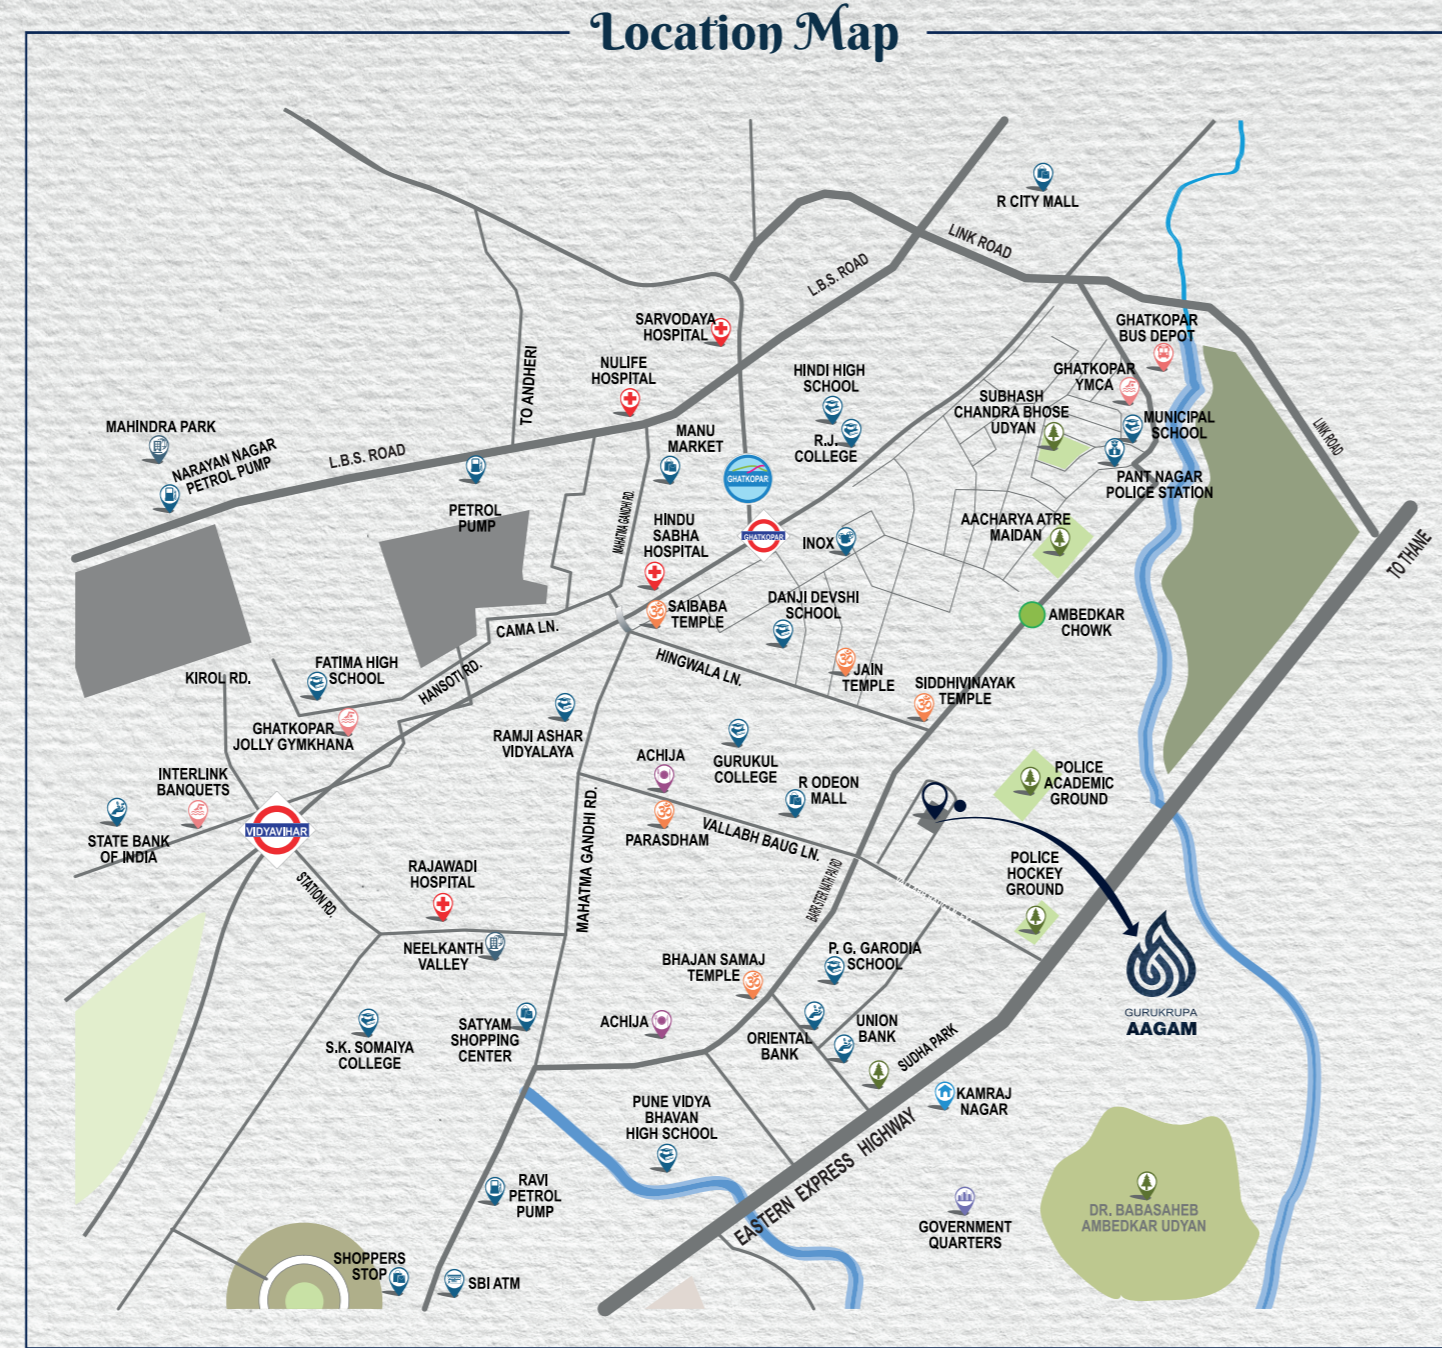 Location Map
R CITY MALL
LINK ROAD
L.B.S. ROAD
SARVODAYA
HOSPITAL
GHATKOPAR
BUS DEPOT
TO ANDHERI
NULIFE
HOSPITAL
HINDI HIGH
SCHOOL
GHATKOPAR
YMCA
SUBHASH
CHANDRA BHOSE
UDYAN
MAHINDRA PARK
NARAYAN NAGAR
PETROL PUMP
L.B.S. ROAD
MANU
MARKET
R.J.
COLLEGE
MUNICIPAL
SCHOOL
LINK ROAD
GHATKOPAR
PANT NAGAR
POLICE STATION
PETROL
PUMP
MAHATMA GANDHI RD.
HINDU
SABHA
HOSPITAL
GHATKOPAR
INOX
AACHARYA ATRE
MAIDAN
TO THANE
DANJI DEVSHI
SCHOOL
SAIBABA
TEMPLE
AMBEDKAR
CHOWK
CAMA LN.
HINGWALA LN.
KIROL RD.
FATIMA HIGH
SCHOOL
HANSOTI RD.
JAIN
TEMPLE
SIDDHIVINAYAK
TEMPLE
GHATKOPAR
JOLLY GYMKHANA
RAMJI ASHAR
VIDYALAYA
ACHIJA
GURUKUL
COLLEGE
POLICE
ACADEMIC
GROUND
INTERLINK
BANQUETS
R ODEON
MALL
STATE BANK
OF INDIA
VIDYAVIHAR
MAHATMA GANDHI RD.
PARASDHAM
VALLABH BAUG LN.
POLICE
HOCKEY
GROUND
STATION RD.
RAJAWADI
HOSPITAL
BARR STER NATH PAI RD
NEELKANTH
VALLEY
BHAJAN SAMAJ
TEMPLE
P. G. GARODIA
SCHOOL
GURUKRUPA
AAGAM
S.K. SOMAIYA
COLLEGE
SATYAM
SHOPPING
CENTER
ACHIJA
ORIENTAL
BANK
UNION
BANK
SUDHA PARK
KAMRAJ
NAGAR
PUNE VIDYA
BHAVAN
HIGH SCHOOL
EASTERN EXPRESS HIGHWAY
RAVI
PETROL
PUMP
GOVERNMENT
QUARTERS
DR. BABASAHEB
AMBEDKAR UDYAN
SHOPPERS
STOP
SBI ATM